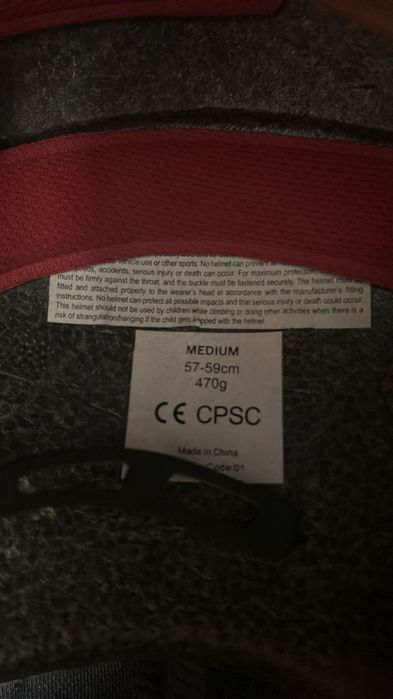 use or other sports. No helmet can prevent
accidents, serious injury or death can occur. For maximum protection
must be firmly against the throat, and the buckle must be fastened securely. The helmet must
fitted and attached properly to the wearer's head in accordance with the manufacturer's fitting
instructions. No helmet can protect all possible impacts and that serious injury or death could occur.
This helmet should not be used by children while climbing or doing other activities when there is a
risk of strangulation/hanging if the child gets
with the helmet.
MEDIUM
57-59cm
470g
CE CPSC
Made in China
Code:01